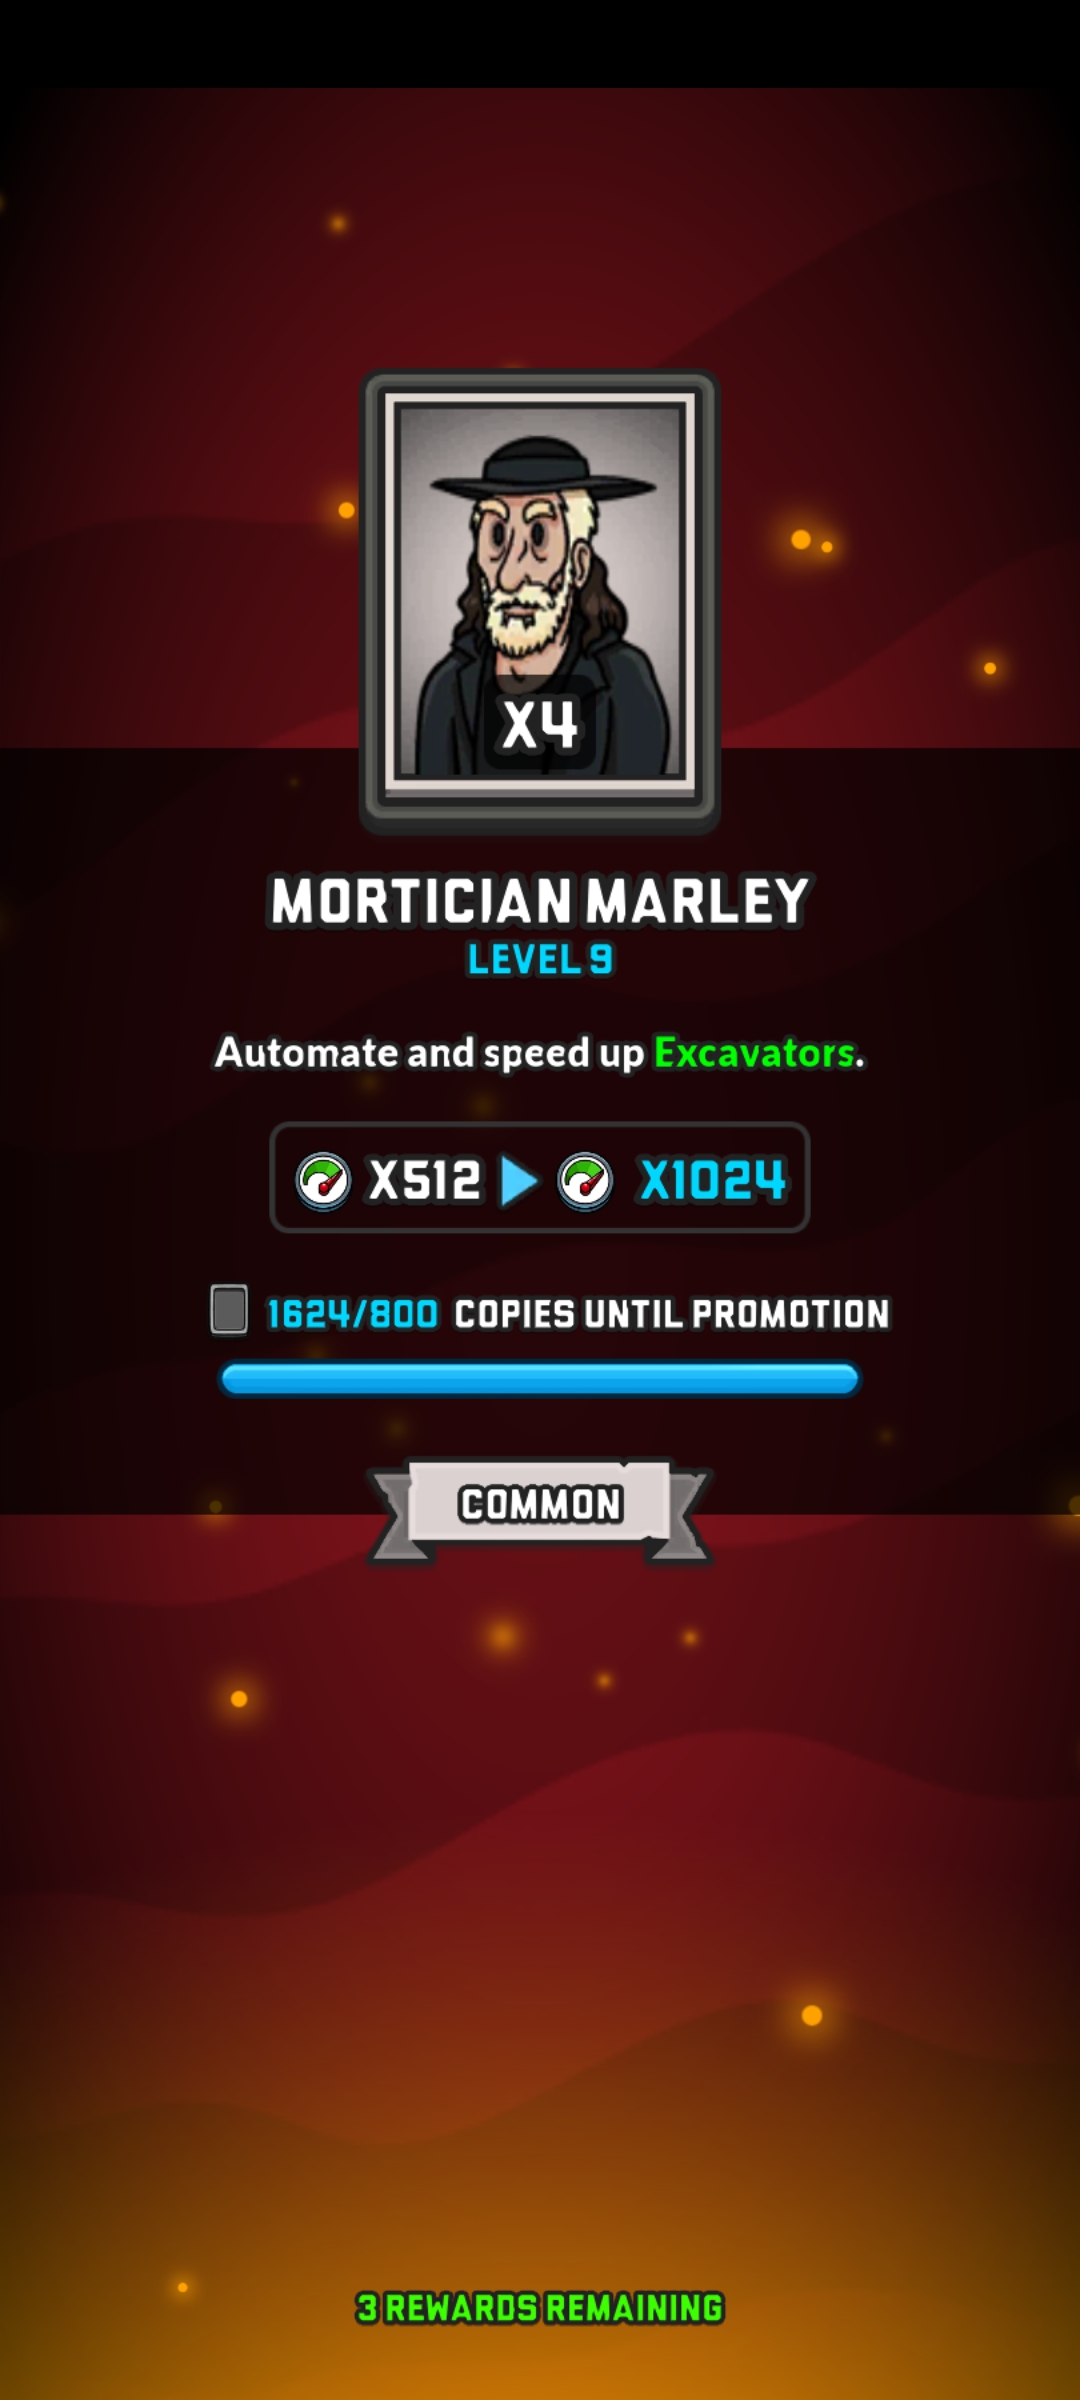 X4
MORTICIAN MARLEY
LEVEL 9
Automate and speed up Excavators.
X512 X1024
1624/800 COPIES UNTIL PROMOTION
COMMON
3 REWARDS REMAINING